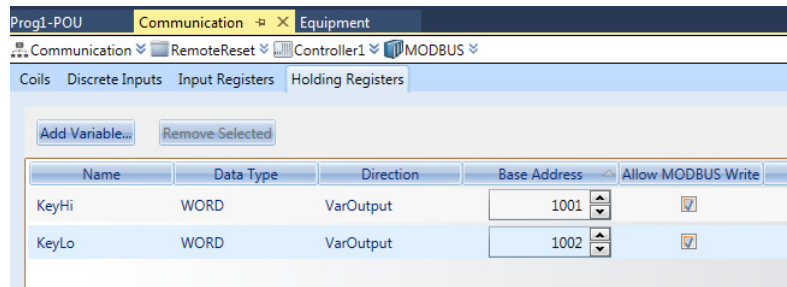 Prog1-POU Communication Equipment
Communication RemoteReset Controller1 MODBUS
Coils Discrete Inputs Input Registers Holding Registers
Add Variable... Remove Selected
Name Data Type Direction Base Address Allow MODBUS Write
KeyHi WORD VarOutput 1001
KeyLo WORD VarOutput 1002